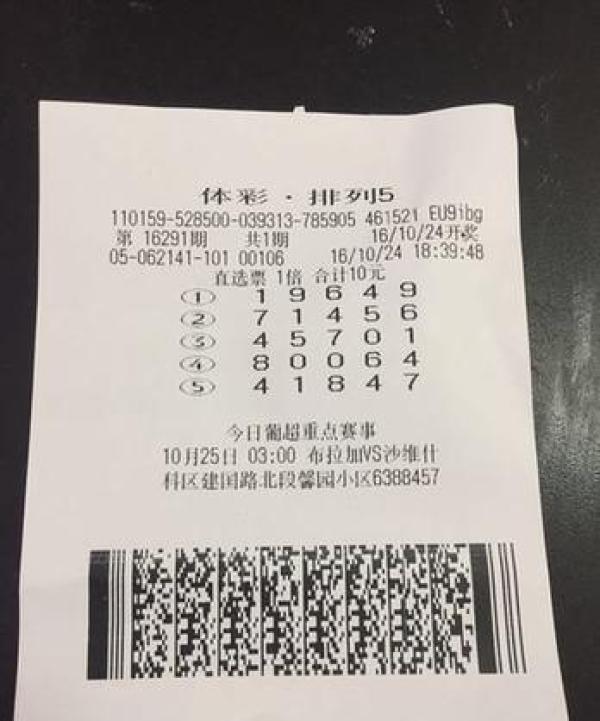 体彩·排列5
110159-528500-039313-785905 461521 EU9ibg
第 16291期 共1期 16/10/24开奖
05-062141-101 00106 16/10/24 18:39:48
直选票 1倍 合计10元
① 1 9 6 4 9
② 7 1 4 5 6
③ 4 5 7 0 1
④ 8 0 0 6 4
⑤ 4 1 8 4 7
今日葡超重点赛事
10月25日 03:00 布拉加VS沙维什
科区建国路北段馨园小区6388457